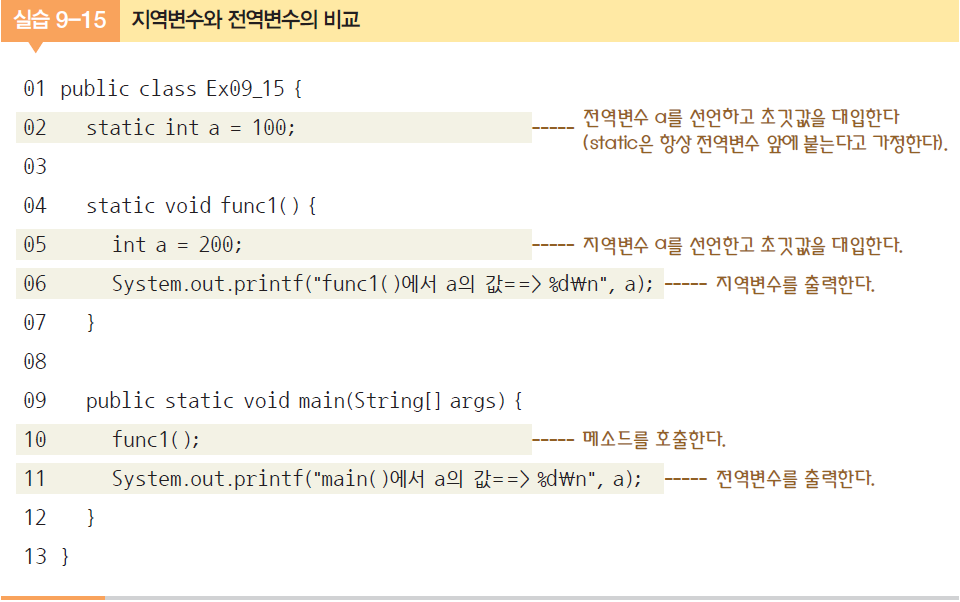 실습 9-15 지역변수와 전역변수의 비교
01 public class Ex09_15 {
02 static int a = 100; ----- 전역변수 a를 선언하고 초깃값을 대입한다
(static은 항상 전역변수 앞에 붙는다고 가정한다).
03
04 static void func1() {
05 int a = 200; ----- 지역변수 a를 선언한고 초깃값을 대입한다.
06 System.out.printf("func1()에서 a의 값==> %d₩n", a); ----- 지역변수를 출력한다.
07 }
08
09 public static void main(String[] args) {
10 func1(); ----- 메소드를 호출한다.
11 System.out.printf("main()에서 a의 값==> %d₩n", a); ----- 전역변수를 출력한다.
12 }
13 }